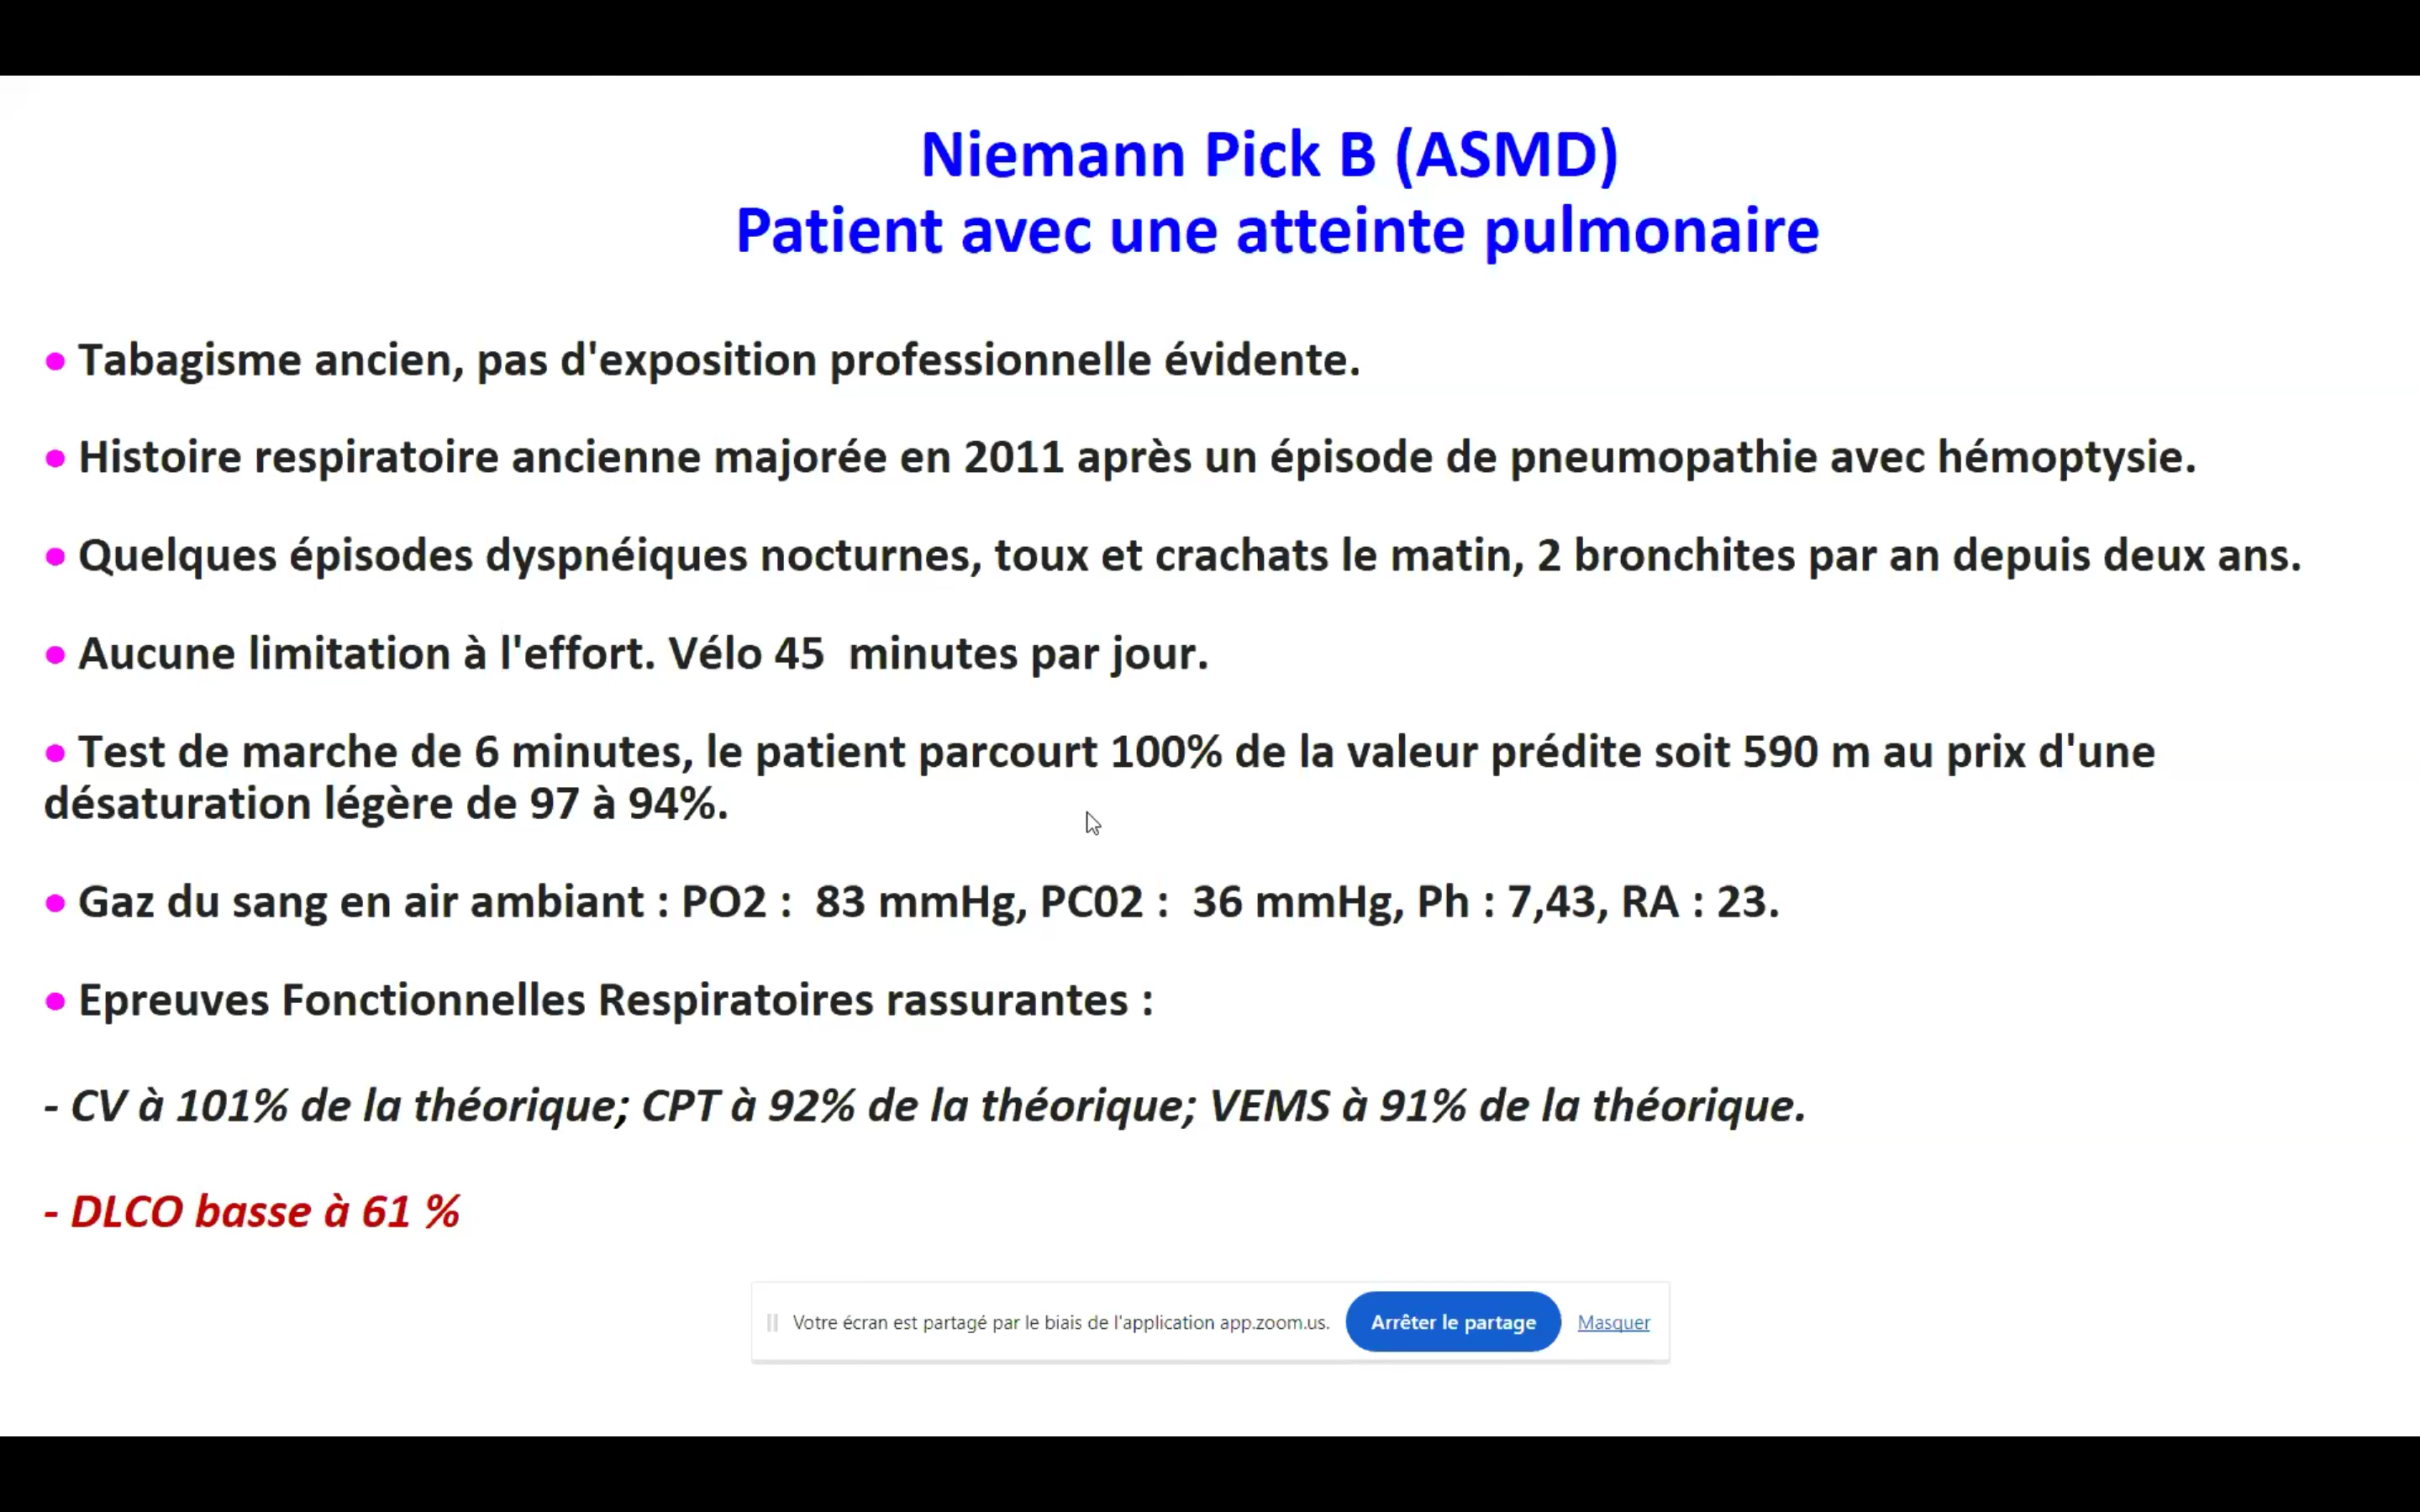 Niemann Pick B (ASMD)
Patient avec une atteinte pulmonaire
• Tabagisme ancien, pas d'exposition professionnelle évidente.
• Histoire respiratoire ancienne majorée en 2011 après un épisode de pneumopathie avec hémoptysie.
• Quelques épisodes dyspnéiques nocturnes, toux et crachats le matin, 2 bronchites par an depuis deux ans.
• Aucune limitation à l'effort. Vélo 45  minutes par jour.
• Test de marche de 6 minutes, le patient parcourt 100% de la valeur prédite soit 590 m au prix d'une
désaturation légère de 97 à 94%.
• Gaz du sang en air ambiant : PO2 :  83 mmHg, PC02 :  36 mmHg, Ph : 7,43, RA : 23.
• Epreuves Fonctionnelles Respiratoires rassurantes :
- CV à 101% de la théorique; CPT à 92% de la théorique; VEMS à 91% de la théorique.
- DLCO basse à 61 %
Votre écran est partagé par le biais de l'application app.zoom.us. Arrêter le partage Masquer